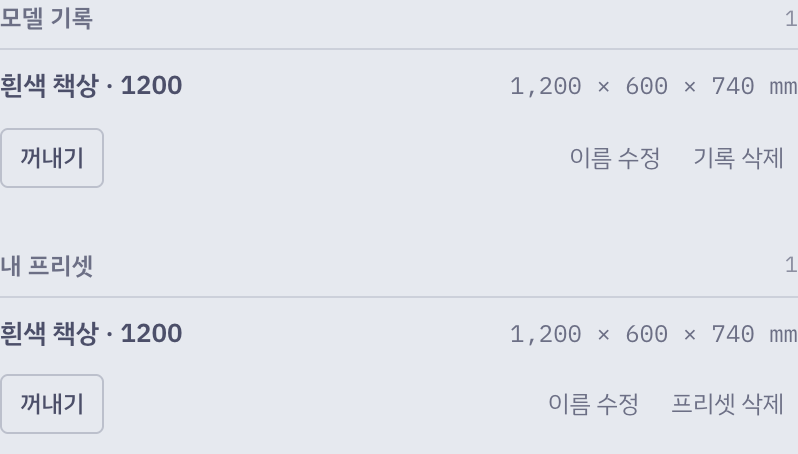 모델 기록 1
흰색 책상 · 1200 1,200 × 600 × 740 mm
꺼내기 이름 수정 기록 삭제
내 프리셋 1
흰색 책상 · 1200 1,200 × 600 × 740 mm
꺼내기 이름 수정 프리셋 삭제